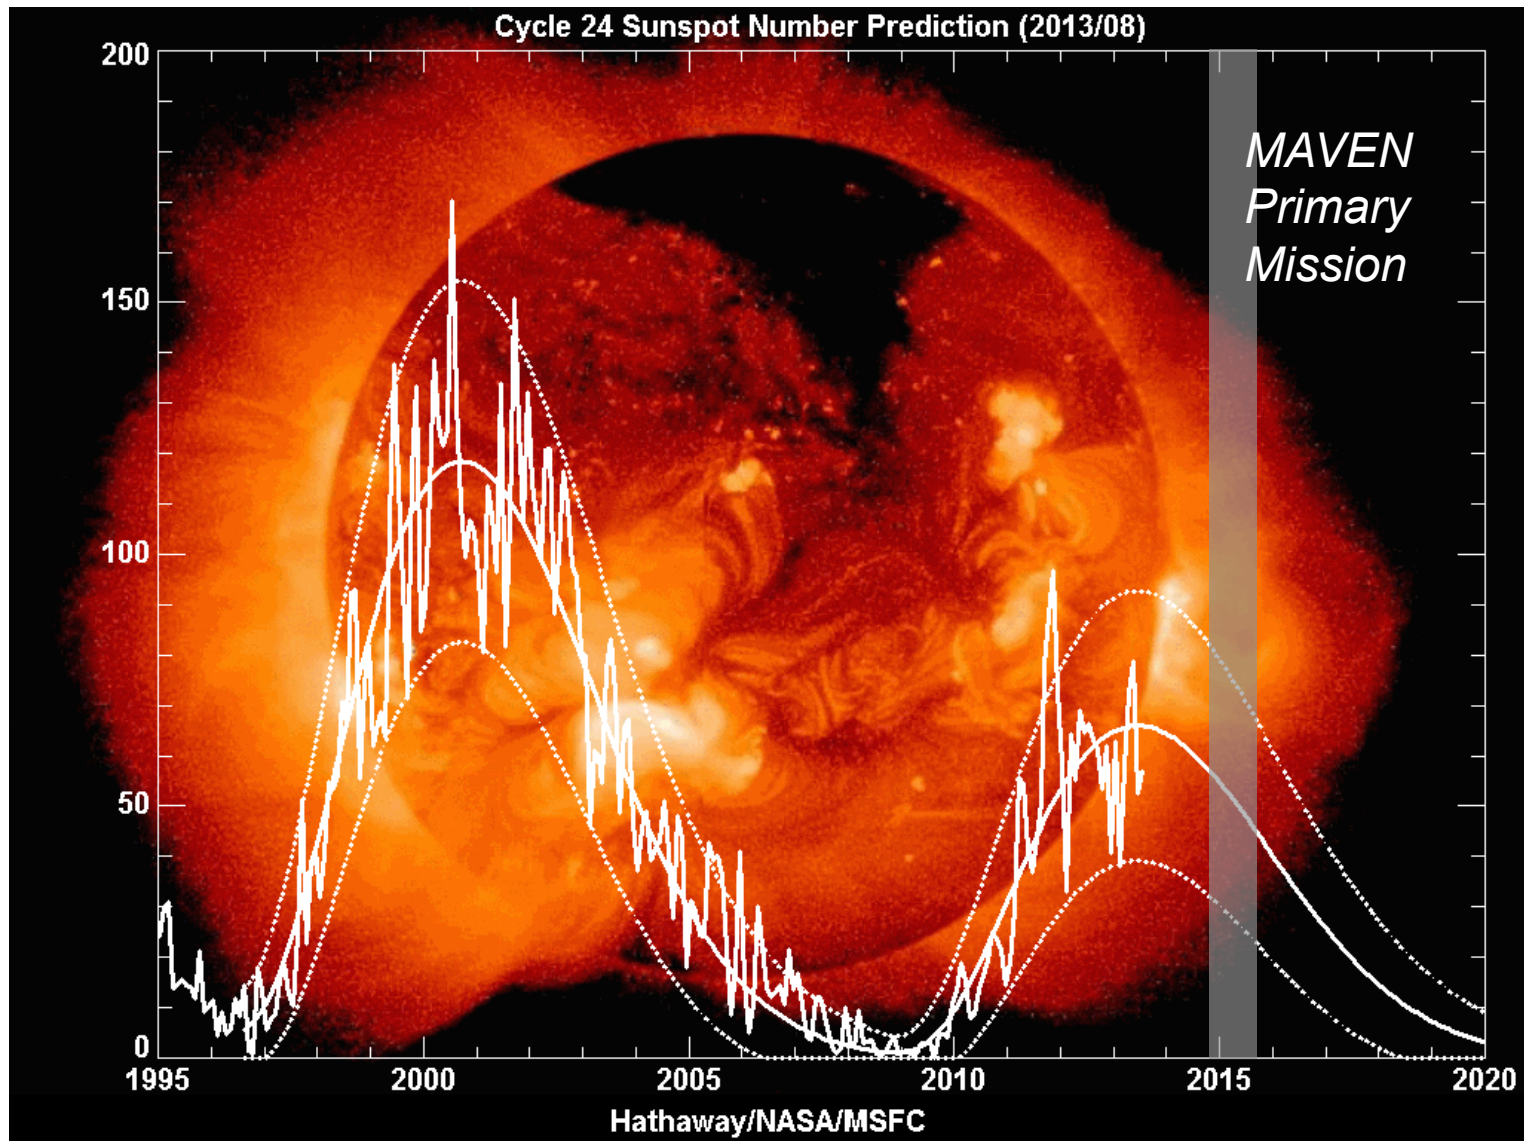 Cycle 24 Sunspot Number Prediction (2013/08)
200
MAVEN
Primary
Mission
150
100
50
0
1995 2000 2005 2010 2015 2020
Hathaway/NASA/MSFC